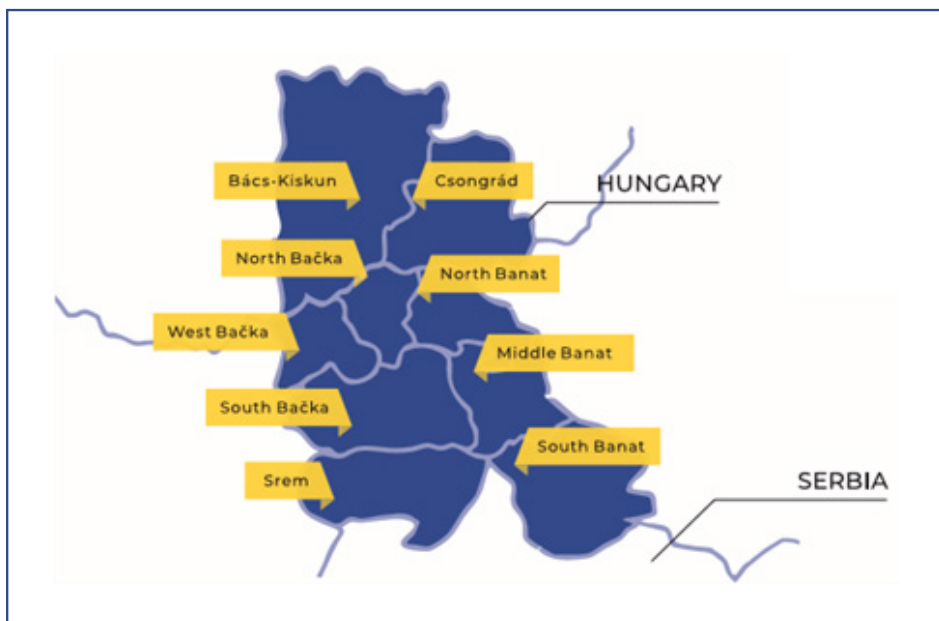 Bács-Kiskun
Csongrád
HUNGARY
North Bačka
North Banat
West Bačka
Middle Banat
South Bačka
South Banat
Srem
SERBIA